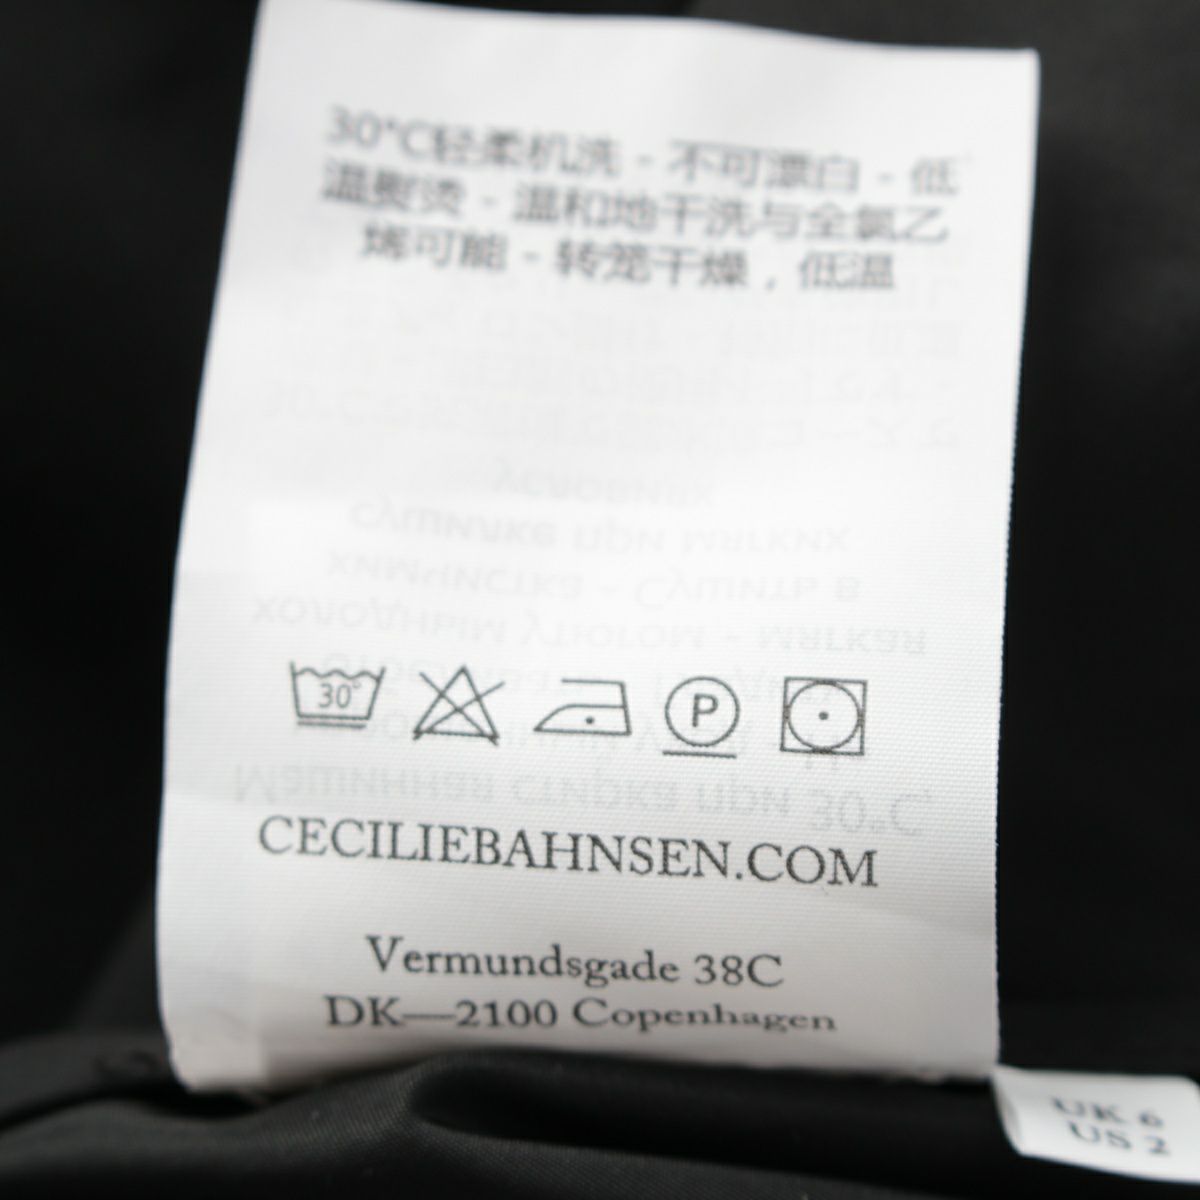 30°C轻柔机洗 - 不可漂白 - 低
温熨烫 - 温和地干洗与全氯乙
烯可能 - 转笼干燥，低温
30°
P
CECILIEBAHNSEN.COM
Vermundsgade 38C
DK—2100 Copenhagen
UK 6
US 2